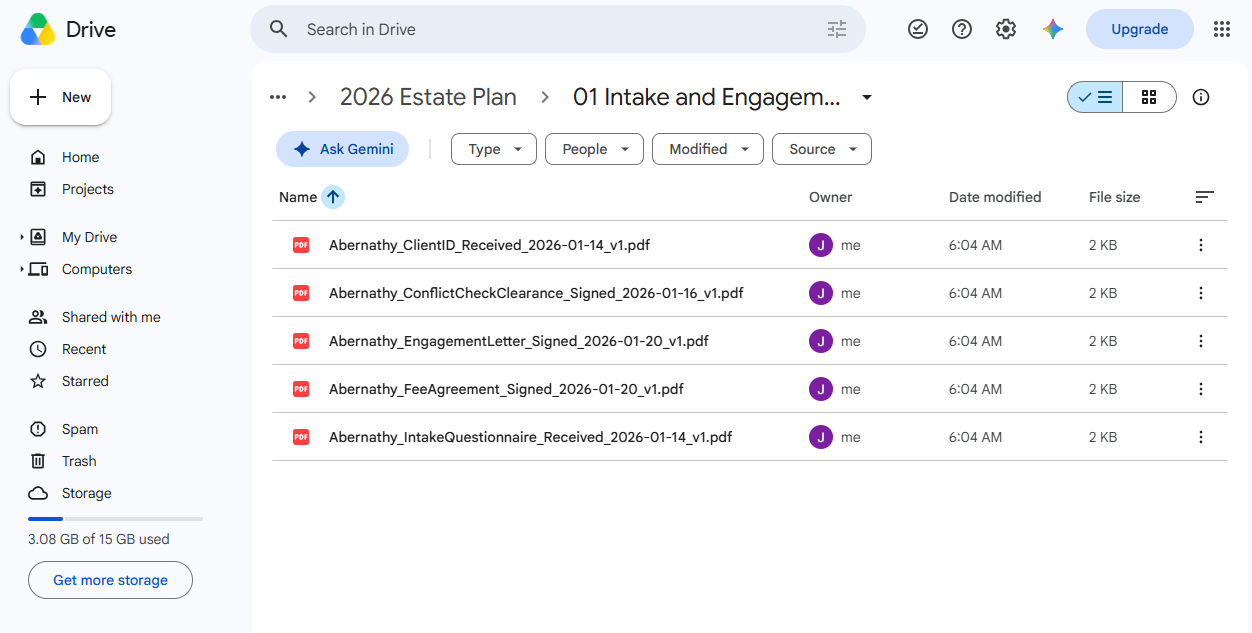 Drive
Search in Drive
Upgrade
New
Home
Projects
My Drive
Computers
Shared with me
Recent
Starred
Spam
Trash
Storage
3.08 GB of 15 GB used
Get more storage
... 2026 Estate Plan 01 Intake and Engagem...
Ask Gemini Type People Modified Source
Name Owner Date modified File size
PDF Abernathy_ClientID_Received_2026-01-14_v1.pdf J me 6:04 AM 2 KB
PDF Abernathy_ConflictCheckClearance_Signed_2026-01-16_v1.pdf J me 6:04 AM 2 KB
PDF Abernathy_EngagementLetter_Signed_2026-01-20_v1.pdf J me 6:04 AM 2 KB
PDF Abernathy_FeeAgreement_Signed_2026-01-20_v1.pdf J me 6:04 AM 2 KB
PDF Abernathy_IntakeQuestionnaire_Received_2026-01-14_v1.pdf J me 6:04 AM 2 KB